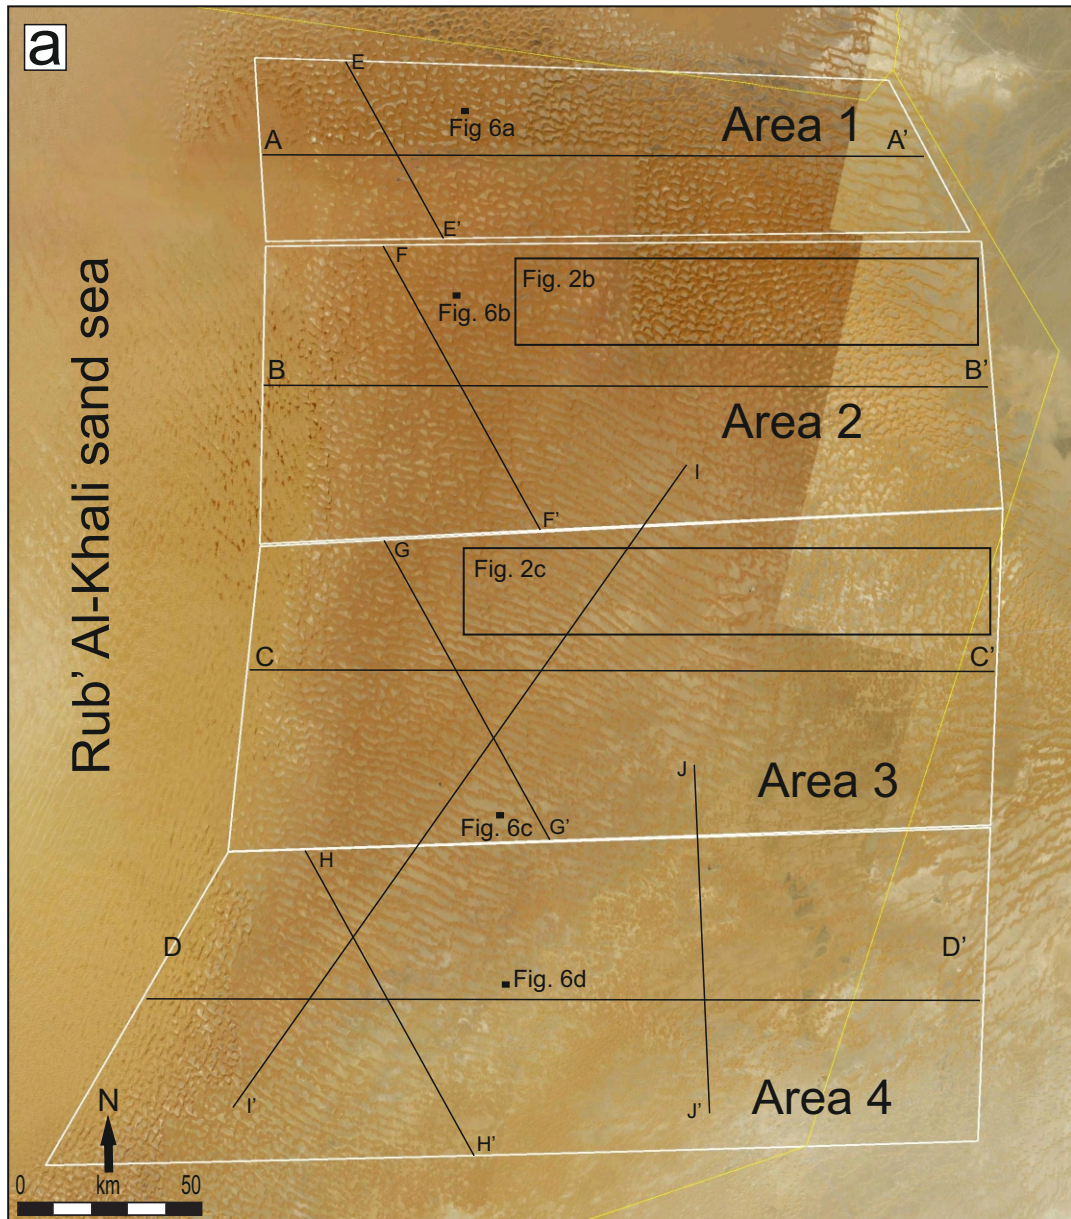 a
E
Fig 6a
Area 1
A
A’
E’
F
Fig. 2b
Fig. 6b
B
B’
Area 2
I
F’
G
Fig. 2c
Rub’ Al-Khali sand sea
C
C’
J
Area 3
Fig. 6c
G’
H
D
D’
Fig. 6d
N
I’
J’
Area 4
H’
0 km 50